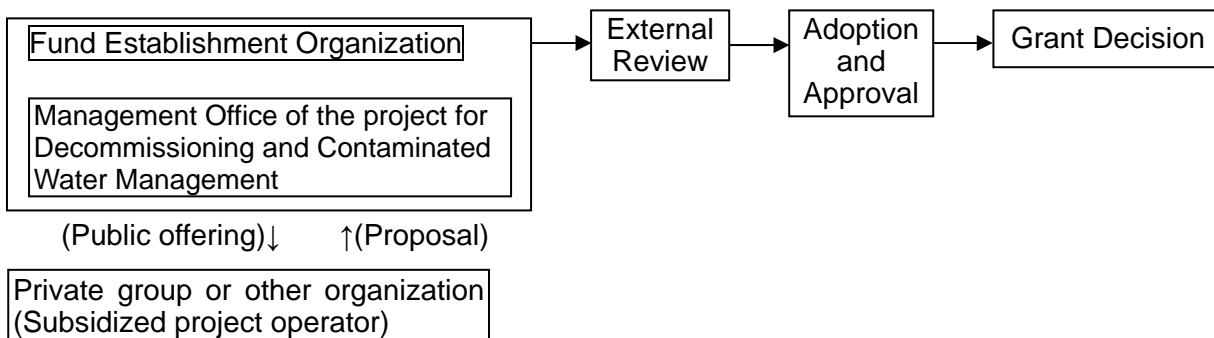 Fund Establishment Organization
Management Office of the project for
Decommissioning and Contaminated
Water Management
External
Review
Adoption
and
Approval
Grant Decision
(Public offering)↓ ↑(Proposal)
Private group or other organization
(Subsidized project operator)